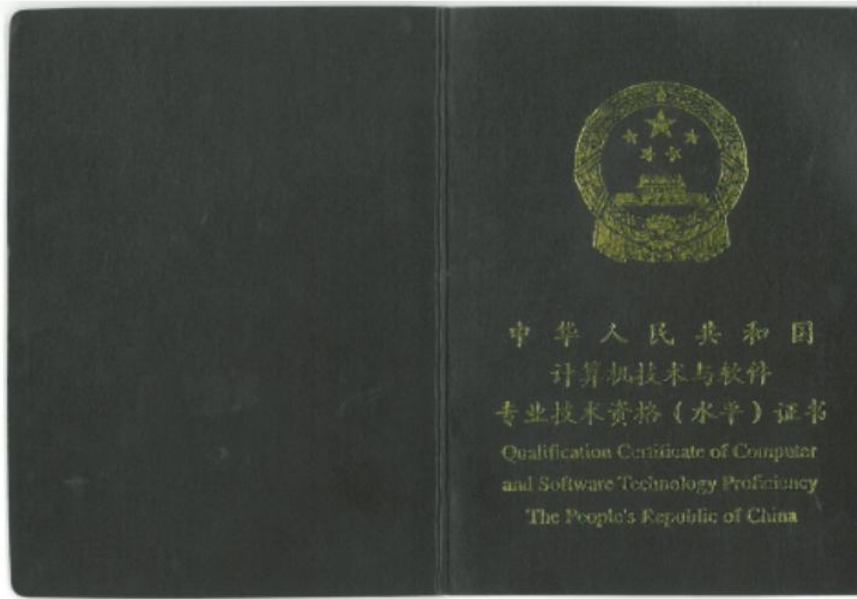 中华人民共和国
计算机技术与软件
专业技术资格（水平）证书
Qualification Certificate of Computer
and Software Technology Proficiency
The People's Republic of China